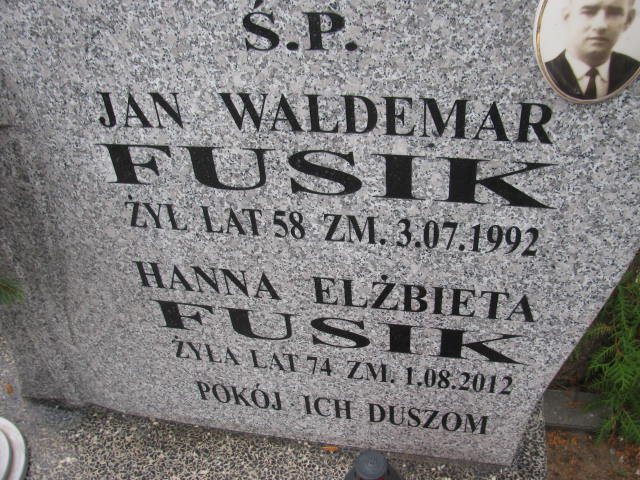 Ś.P.
JAN WALDEMAR
FUSIK
ŻYŁ LAT 58 ZM. 3.07.1992
HANNA ELŻBIETA
FUSIK
ŻYŁA LAT 74 ZM. 1.08.2012
POKÓJ ICH DUSZOM